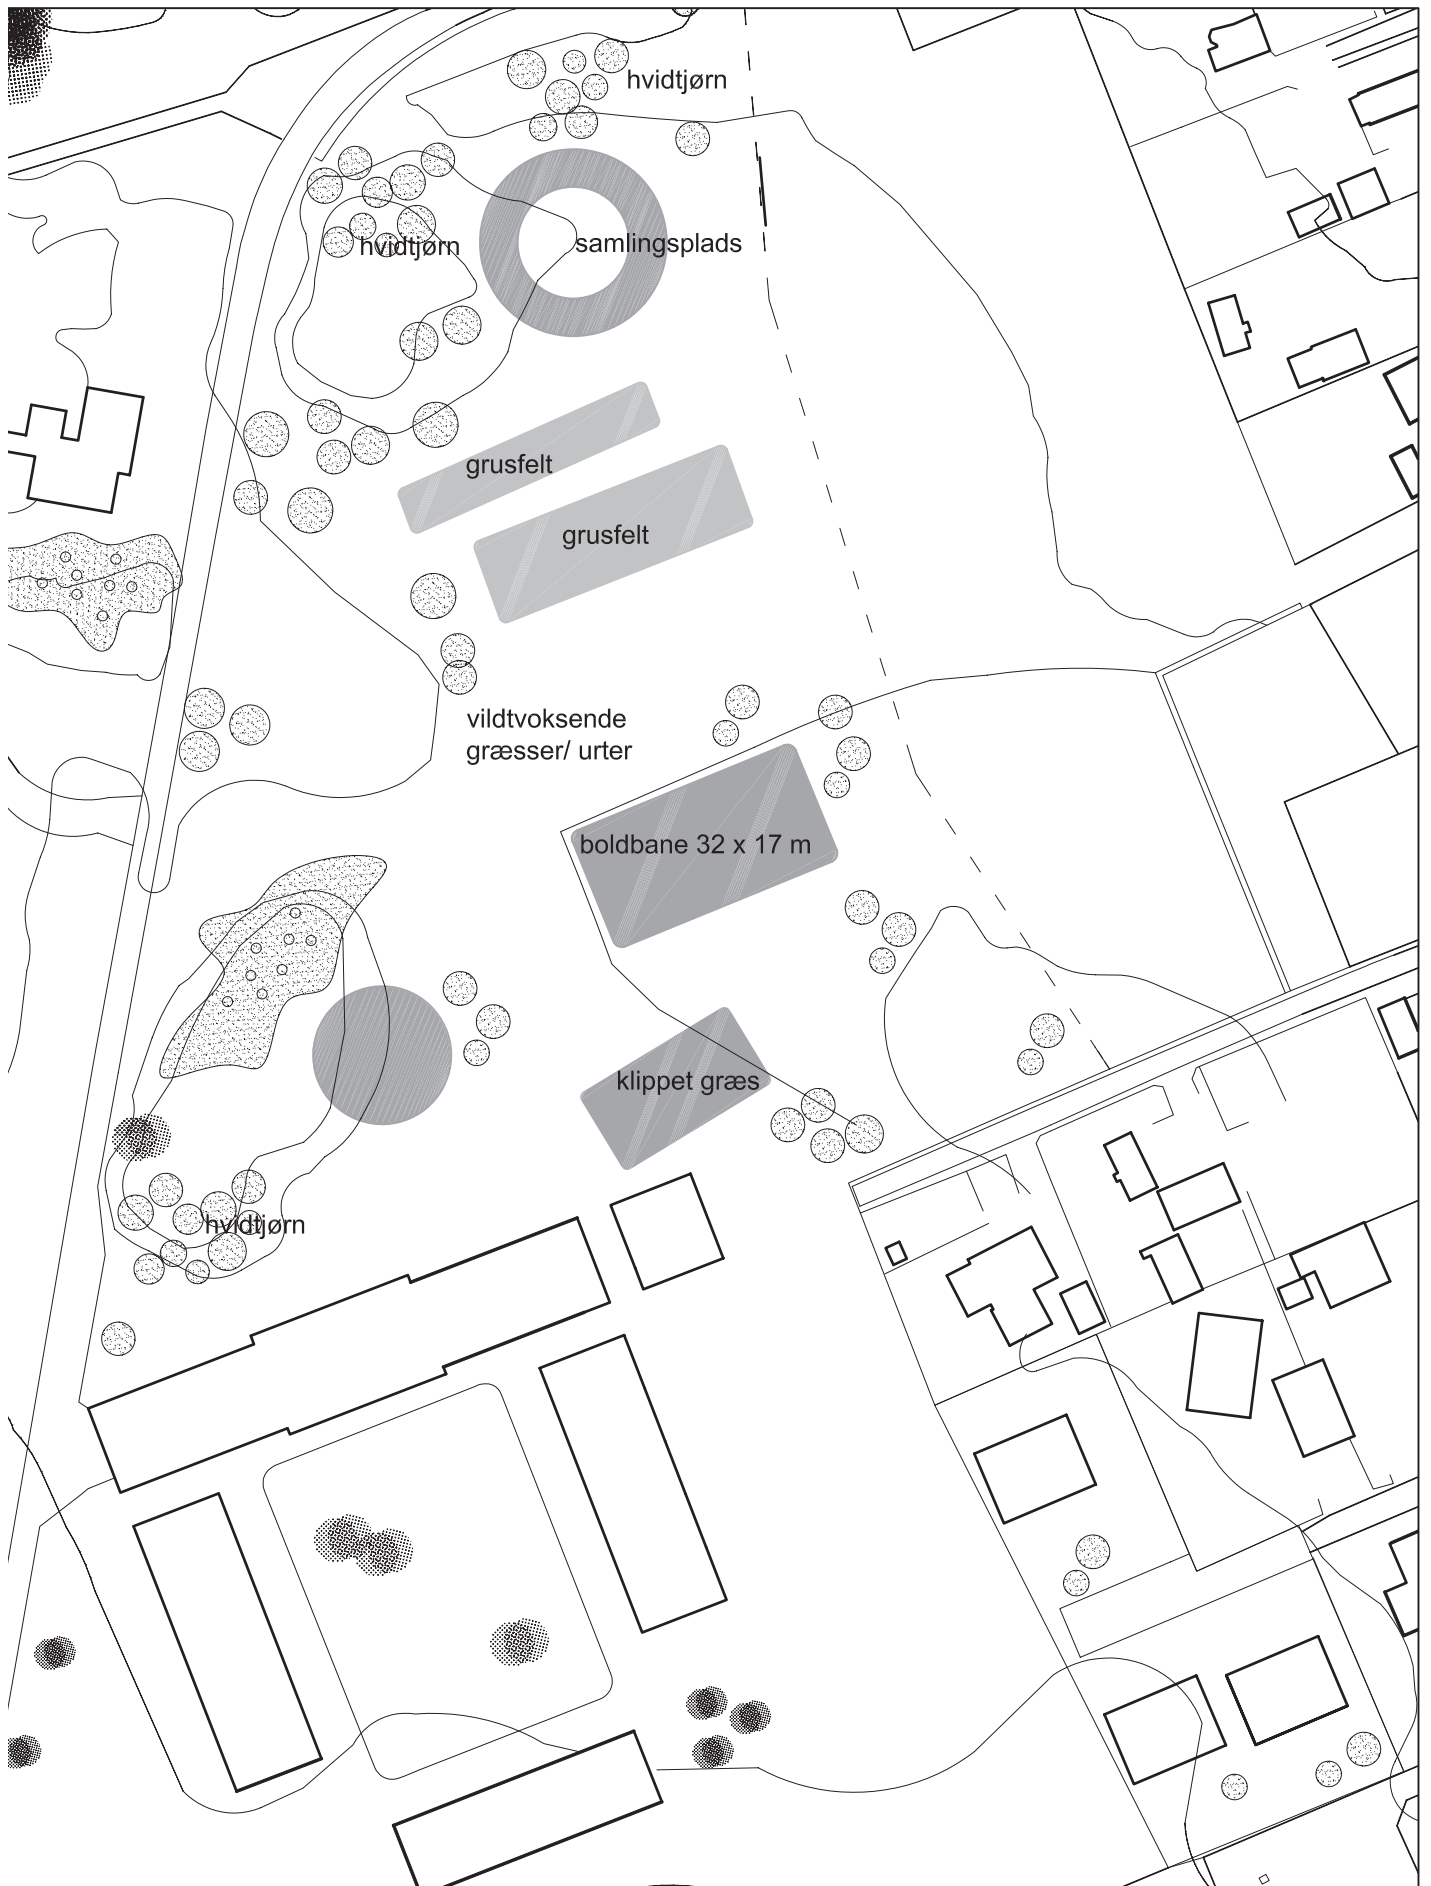 hvidtjørn
hvidtjørn
samlingsplads
grusfelt
grusfelt
vildtvoksende
græsser/ urter
boldbane 32 x 17 m
klippet græs
hvidtjørn